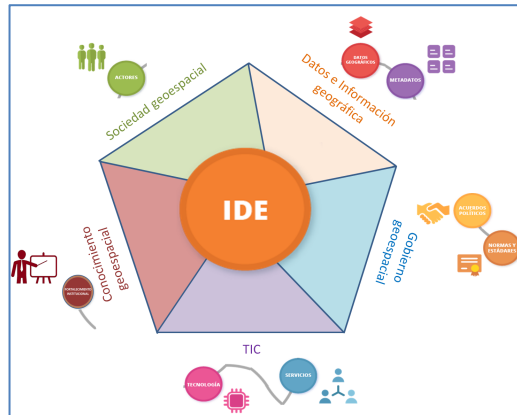 ACTORES
Sociedad geoespacial
DATOS
GEOGRÁFICOS
METADATOS
Datos e Información
geográfica
IDE
ACUERDOS
POLÍTICOS
NORMAS Y
ESTÁDARES
Gobierno
geoespacial
Conocimiento
geoespacial
FORTALECIMIENTO
INSTITUCIONAL
TIC
TECNOLOGÍA
SERVICIOS